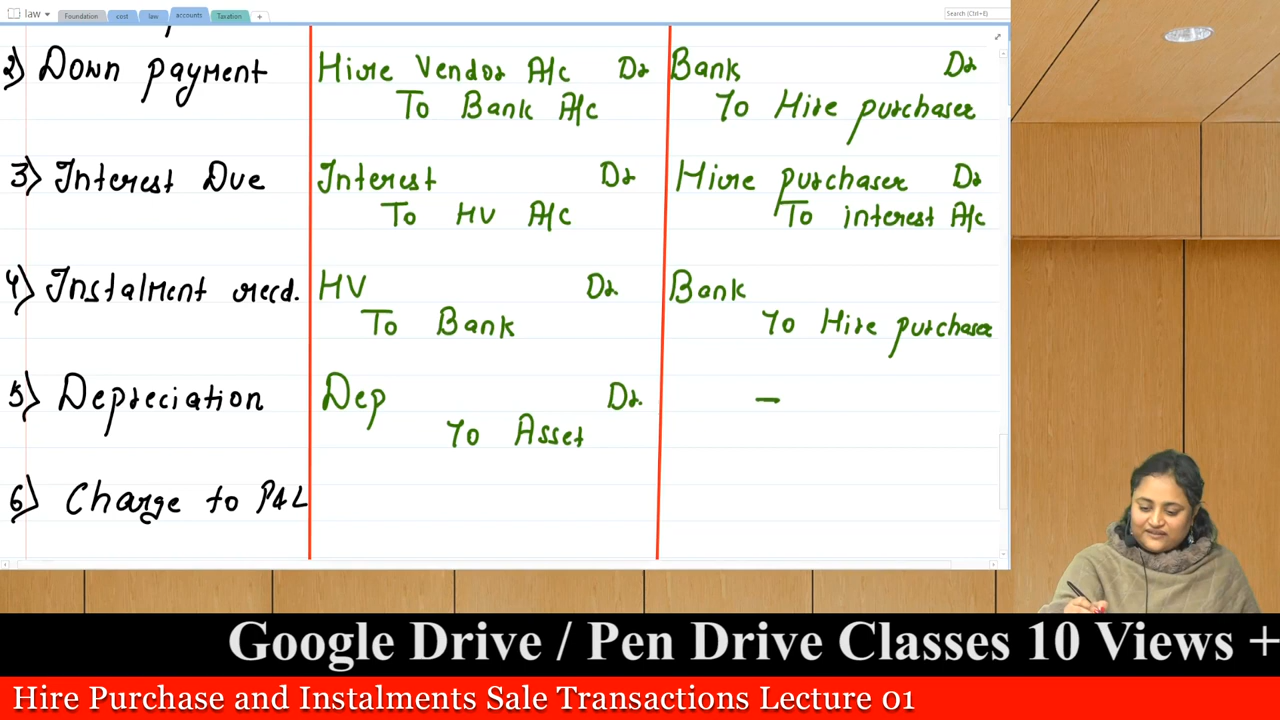 law
Foundation
cost
law
accounts
Taxation
Search (Ctrl+E)
2) Down payment
Hire Vendor A/c Dr
To Bank A/c
Bank Dr
To Hire purchaser
3) Interest Due
Interest Dr
To HV A/c
Hire purchaser Dr
To interest A/c
4) Instalment recd.
HV Dr
To Bank
Bank
To Hire purchaser
5) Depreciation
Dep Dr.
To Asset
—
6) Charge to P&L
Google Drive / Pen Drive Classes 10 Views +
Hire Purchase and Instalments Sale Transactions Lecture 01